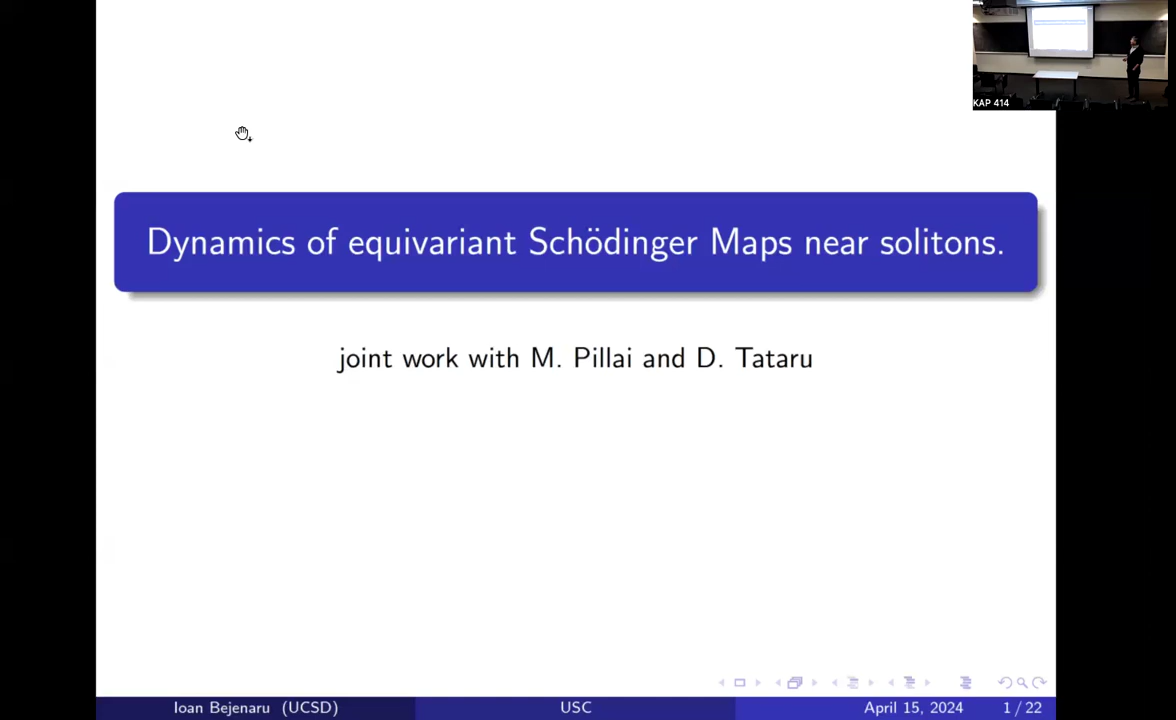 KAP 414
Dynamics of equivariant Schödinger Maps near solitons.
joint work with M. Pillai and D. Tataru
Ioan Bejenaru (UCSD) USC April 15, 2024 1 / 22